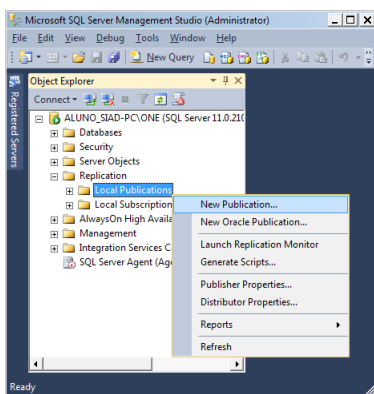 Microsoft SQL Server Management Studio (Administrator)
File Edit View Debug Tools Window Help
New Query
Registered Servers
Object Explorer
Connect
ALUNO_SIAD-PC\ONE (SQL Server 11.0.210
Databases
Security
Server Objects
Replication
Local Publications
Local Subscription
AlwaysOn High Availa
Management
Integration Services C
SQL Server Agent (Age
New Publication...
New Oracle Publication...
Launch Replication Monitor
Generate Scripts...
Publisher Properties...
Distributor Properties...
Reports
Refresh
Ready